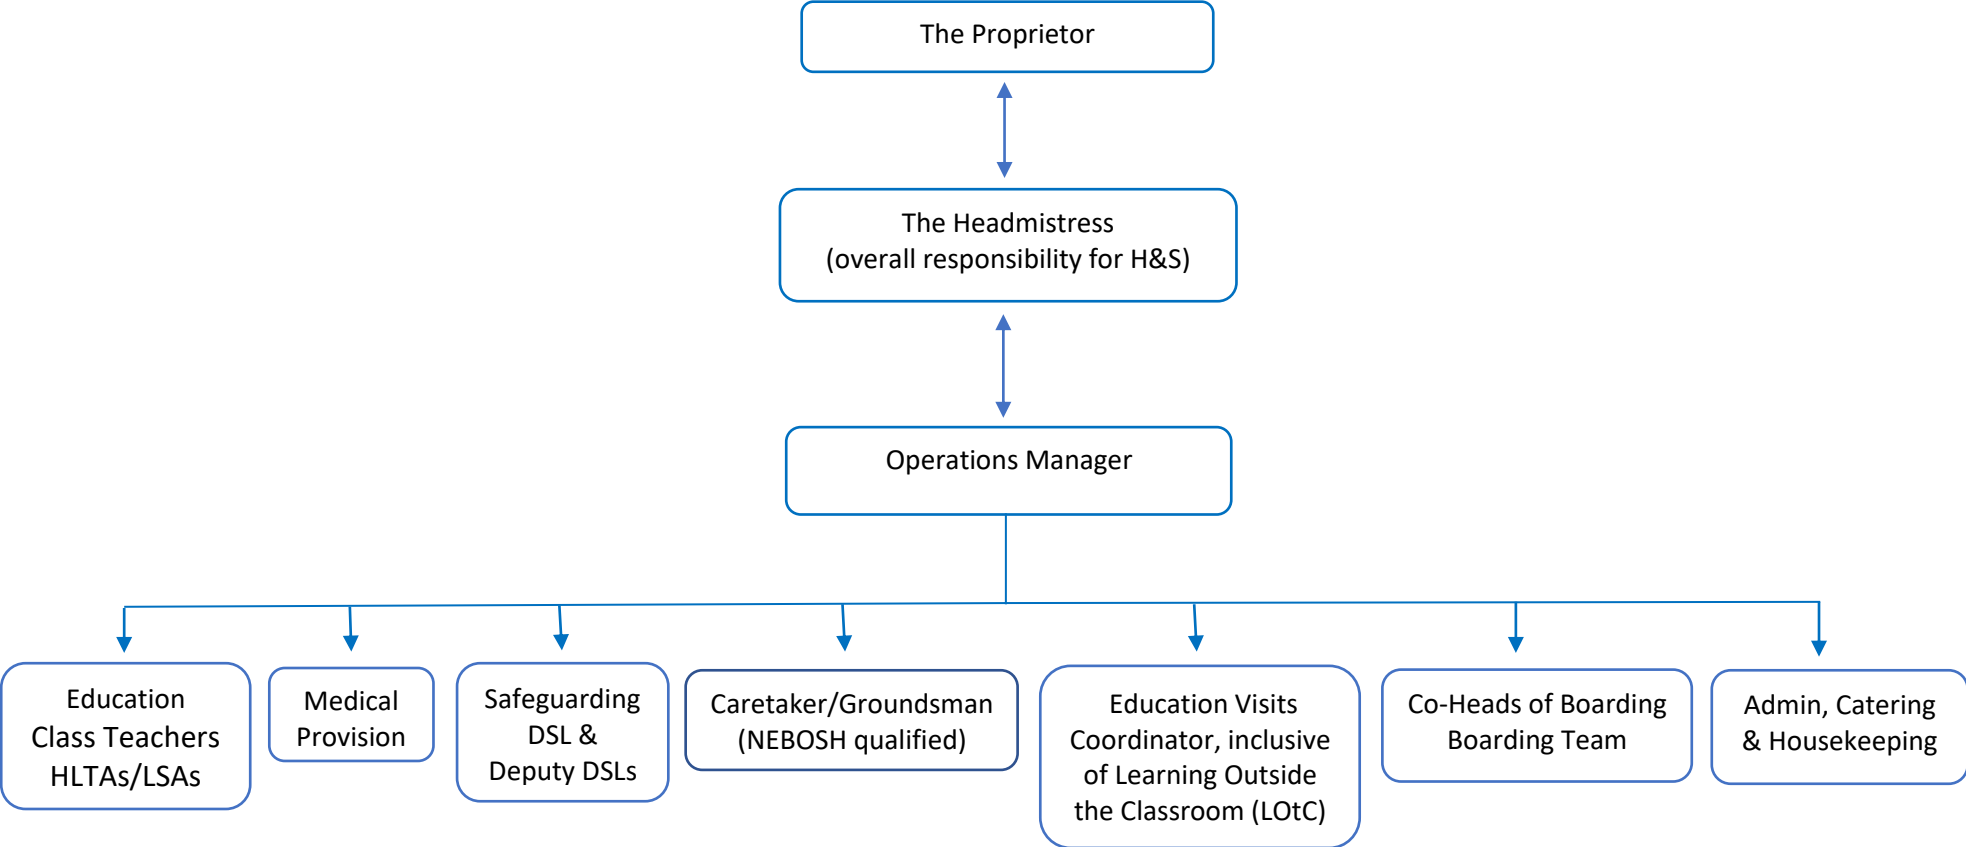 The Proprietor
The Headmistress
(overall responsibility for H&S)
Operations Manager
Education
Class Teachers
HLTAs/LSAs
Medical
Provision
Safeguarding
DSL &
Deputy DSLs
Caretaker/Groundsman
(NEBOSH qualified)
Education Visits
Coordinator, inclusive
of Learning Outside
the Classroom (LOtC)
Co-Heads of Boarding
Boarding Team
Admin, Catering
& Housekeeping